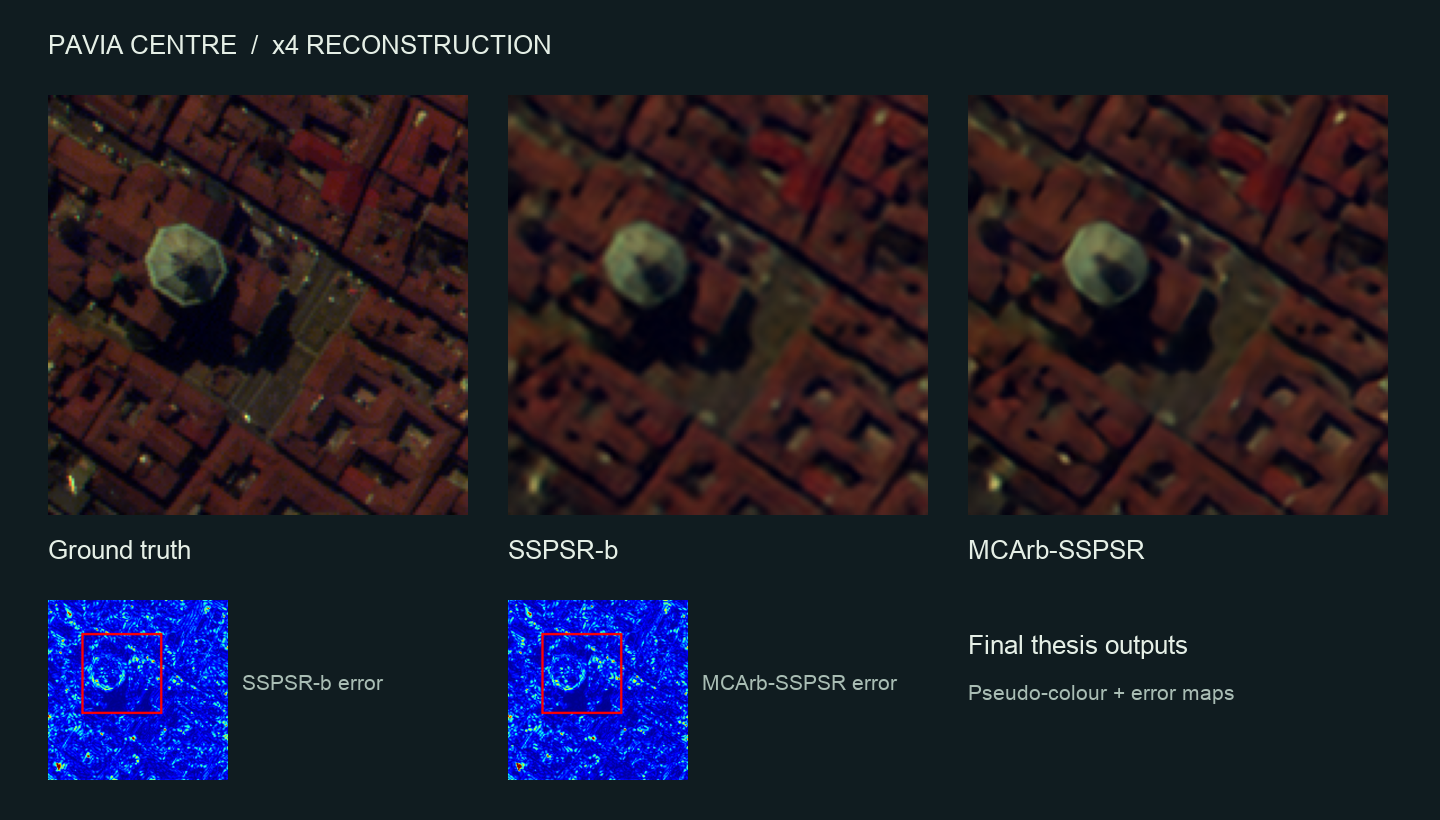 PAVIA CENTRE / x4 RECONSTRUCTION
Ground truth
SSPSR-b
MCArb-SSPSR
SSPSR-b error
MCArb-SSPSR error
Final thesis outputs
Pseudo-colour + error maps